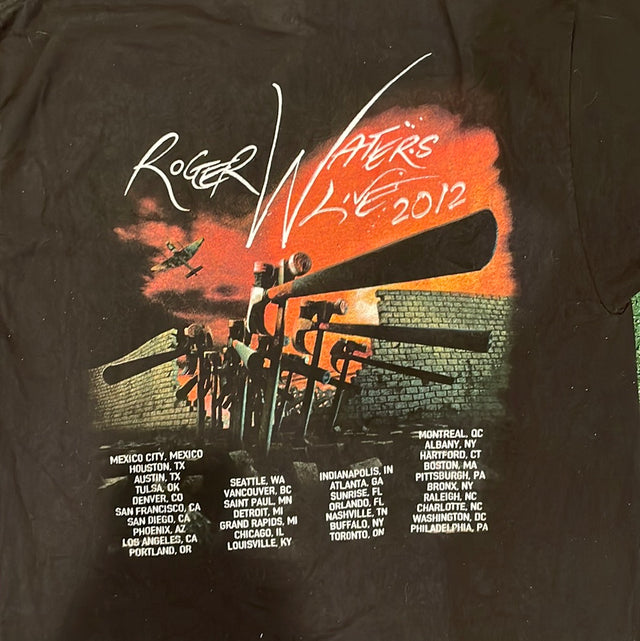 ROGER WATERS
LIVE 2012
MEXICO CITY, MEXICO
HOUSTON, TX
AUSTIN, TX
TULSA, OK
DENVER, CO
SAN FRANCISCO, CA
SAN DIEGO, CA
PHOENIX, AZ
LOS ANGELES, CA
PORTLAND, OR
SEATTLE, WA
VANCOUVER, BC
SAINT PAUL, MN
DETROIT, MI
GRAND RAPIDS, MI
CHICAGO, IL
LOUISVILLE, KY
INDIANAPOLIS, IN
ATLANTA, GA
SUNRISE, FL
ORLANDO, FL
NASHVILLE, TN
BUFFALO, NY
TORONTO, ON
MONTREAL, QC
ALBANY, NY
HARTFORD, CT
BOSTON, MA
PITTSBURGH, PA
BRONX, NY
RALEIGH, NC
CHARLOTTE, NC
WASHINGTON, DC
PHILADELPHIA, PA